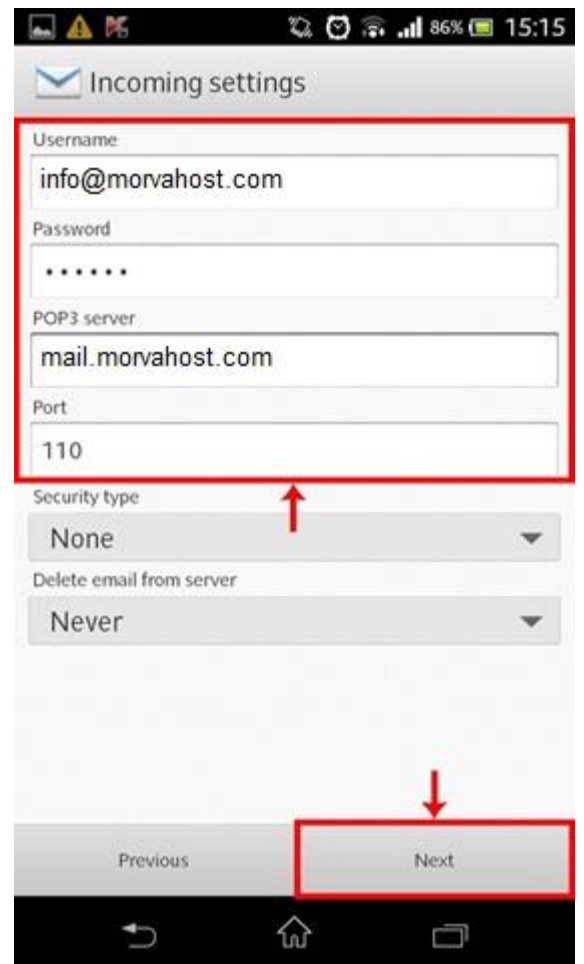 86% 15:15
Incoming settings
Username
info@morvahost.com
Password
••••••
POP3 server
mail.morvahost.com
Port
110
Security type
None
Delete email from server
Never
Previous Next